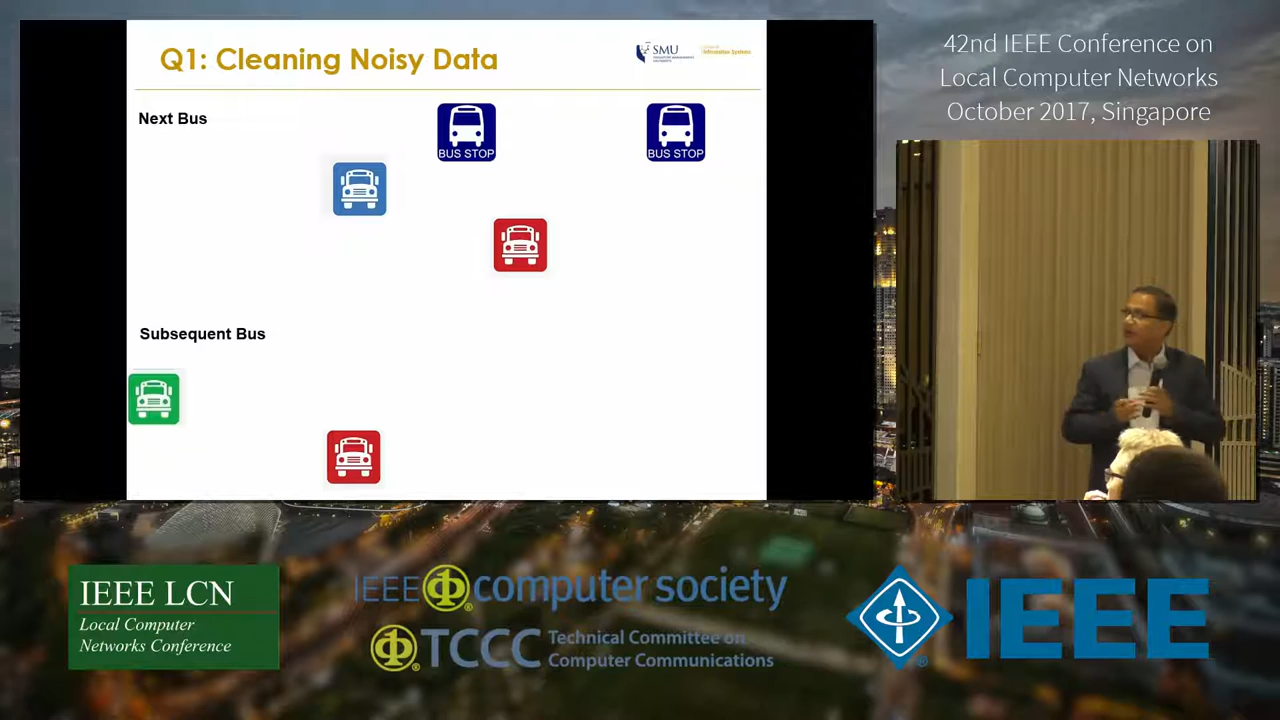 Q1: Cleaning Noisy Data
SMU
Next Bus
BUS STOP
BUS STOP
Subsequent Bus
42nd IEEE Conference on
Local Computer Networks
October 2017, Singapore
IEEE LCN
Local Computer
Networks Conference
IEEE computer society
TCCC Technical Committee on
Computer Communications
IEEE